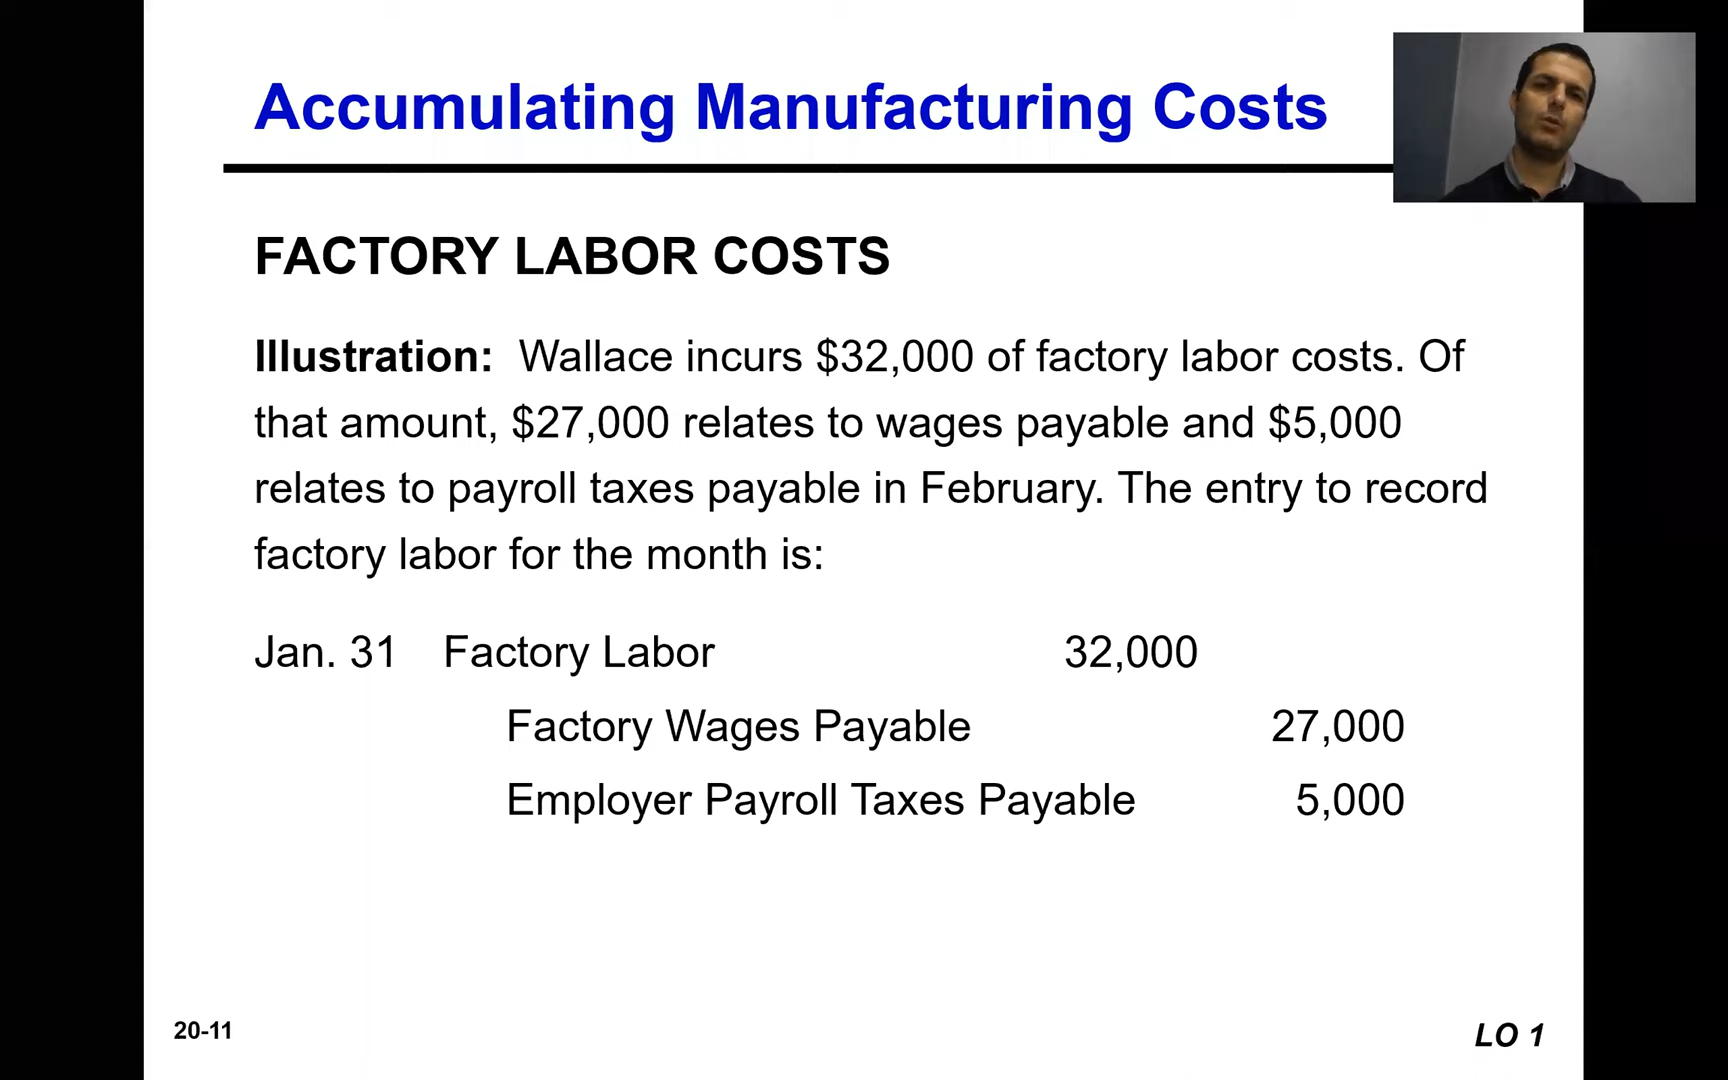 Accumulating Manufacturing Costs
FACTORY LABOR COSTS
Illustration: Wallace incurs $32,000 of factory labor costs. Of
that amount, $27,000 relates to wages payable and $5,000
relates to payroll taxes payable in February. The entry to record
factory labor for the month is:
Jan. 31 Factory Labor 32,000
Factory Wages Payable 27,000
Employer Payroll Taxes Payable 5,000
20-11
LO 1